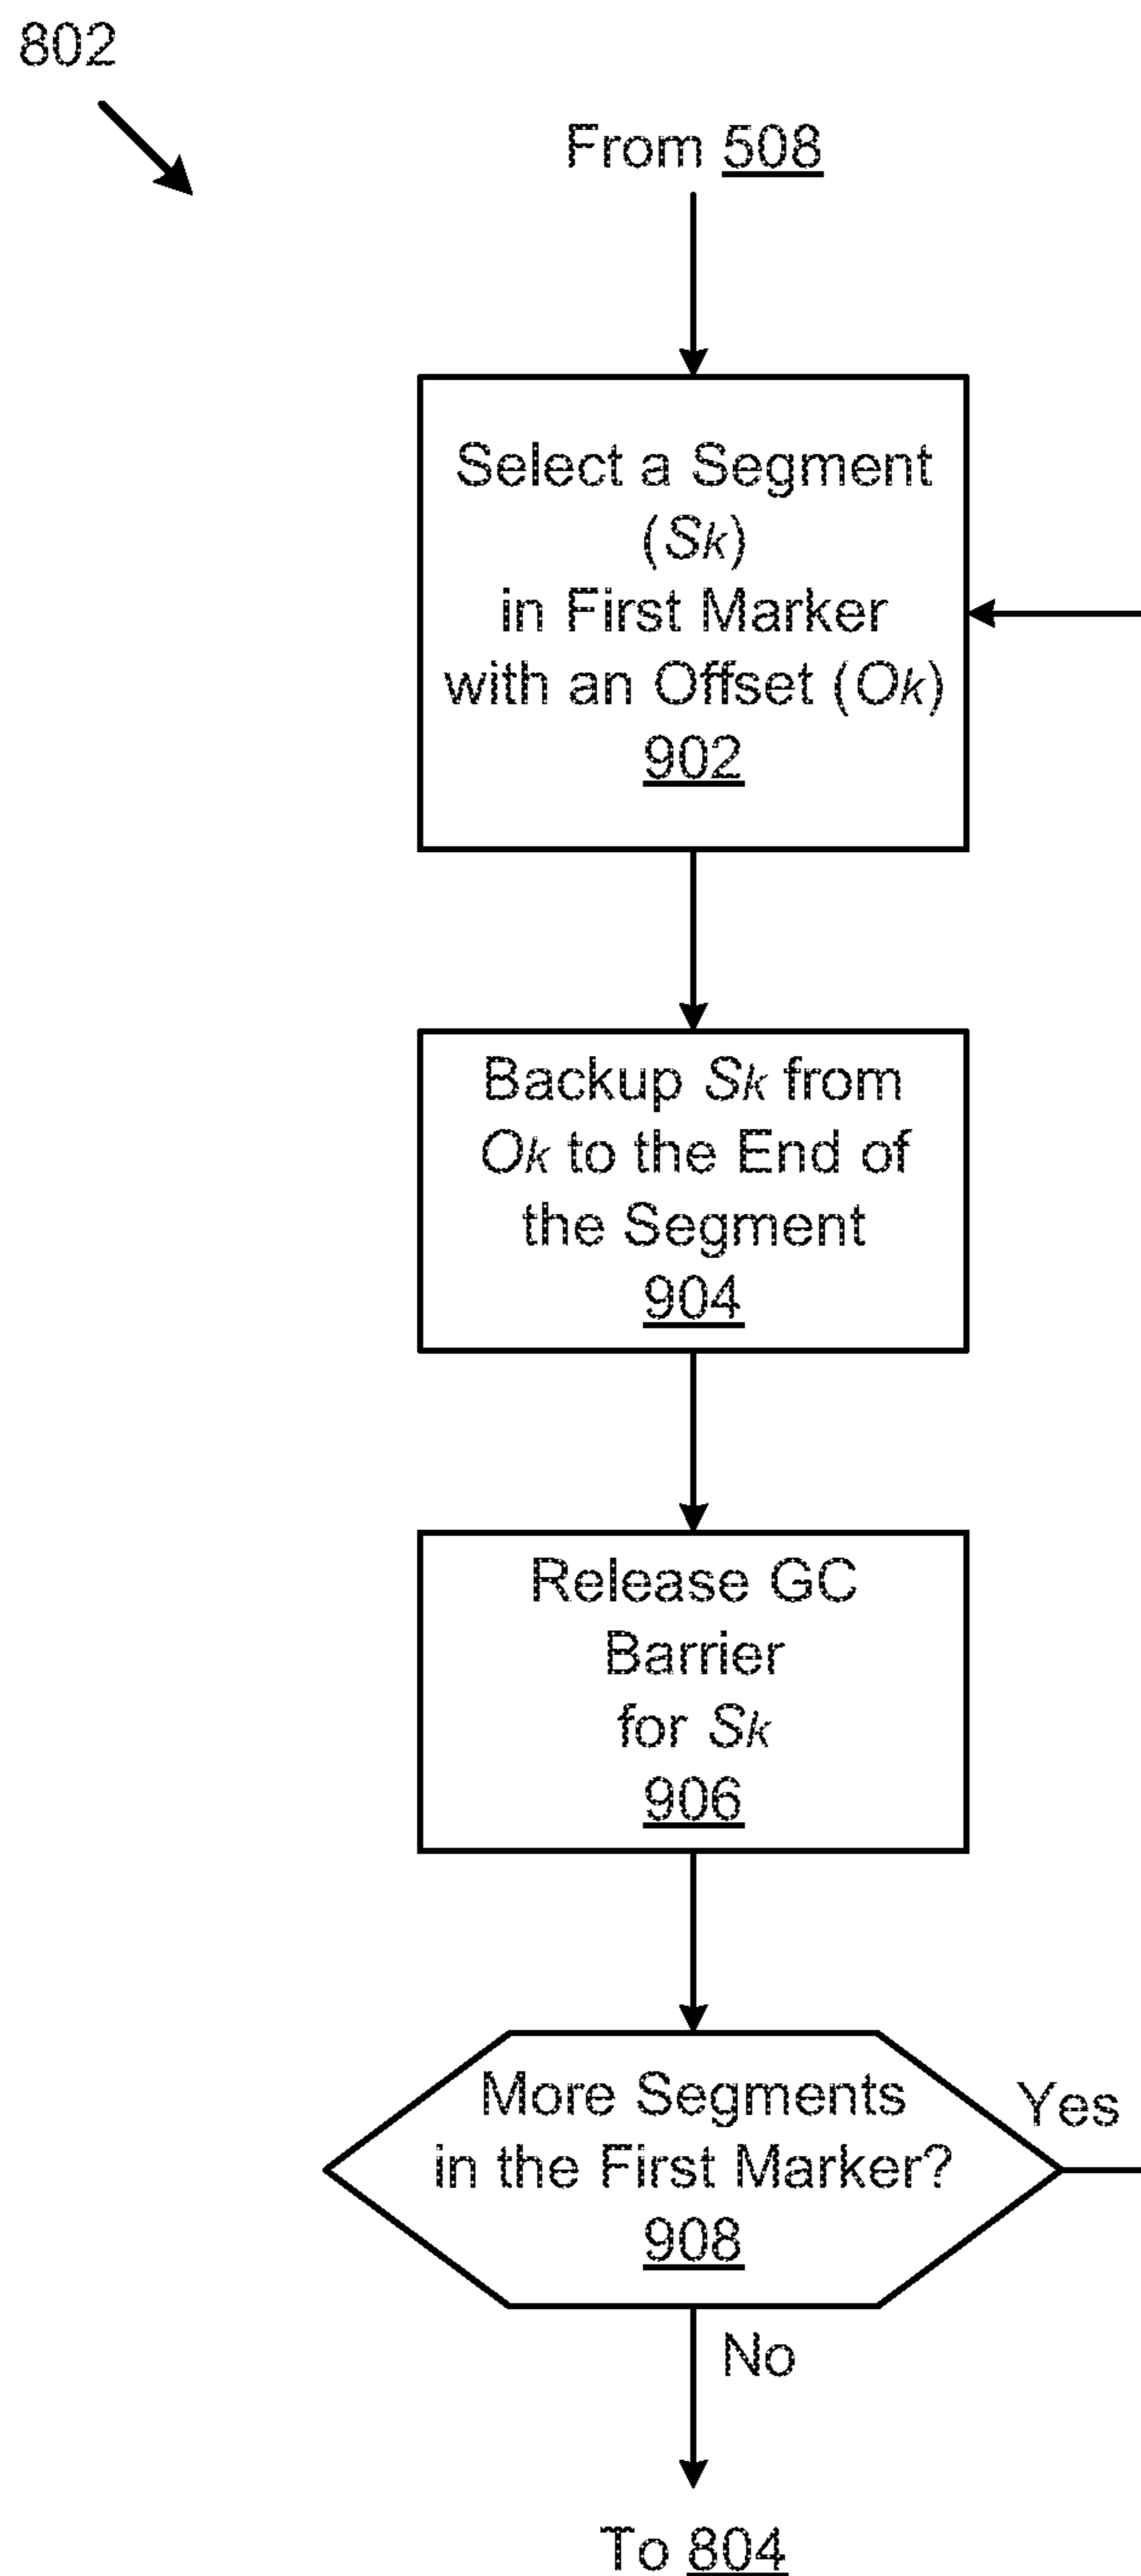 802
From 508
Select a Segment
(Sk)
in First Marker
with an Offset (Ok)
902
Backup Sk from
Ok to the End of
the Segment
904
Release GC
Barrier
for Sk
906
More Segments
in the First Marker?
908
Yes
No
To 804